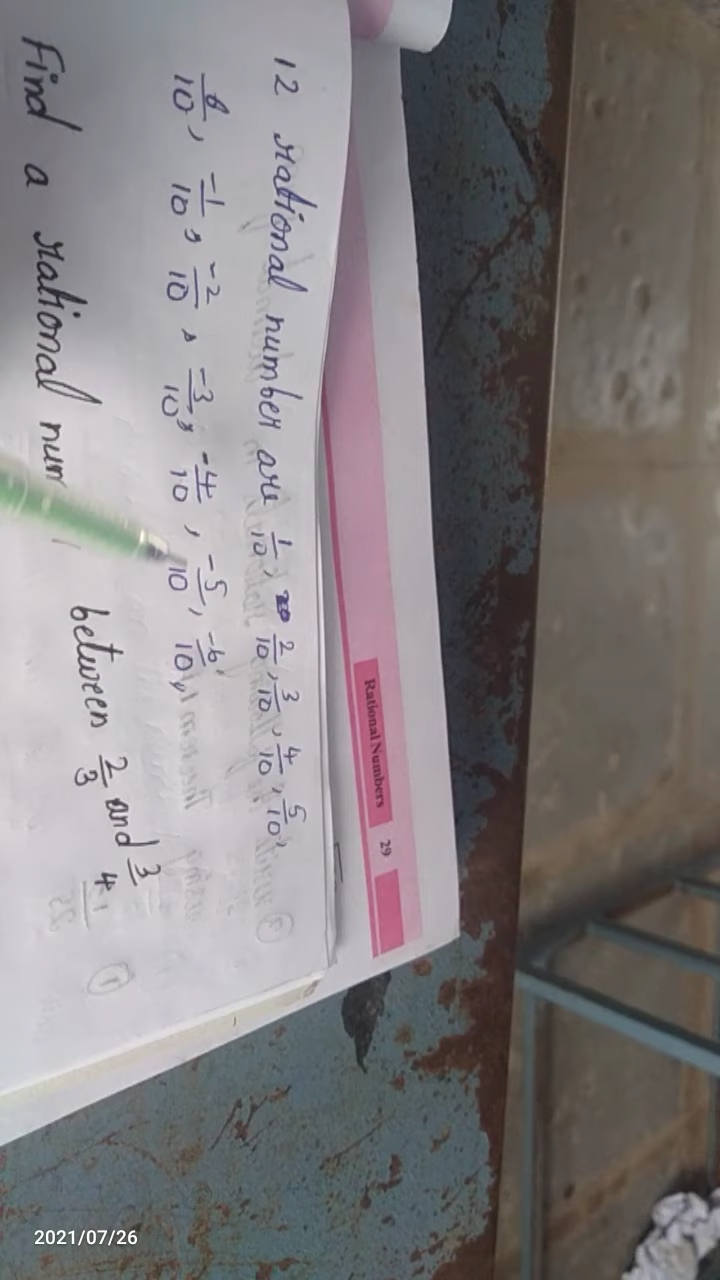 Rational Numbers 29
12 rational number are 1/10, 2/10, 3/10, 4/10, 5/10,
6/10, -1/10, -2/10, -3/10, -4/10, -5/10, -6/10,
Find a rational num between 2/3 and 3/4
2021/07/26